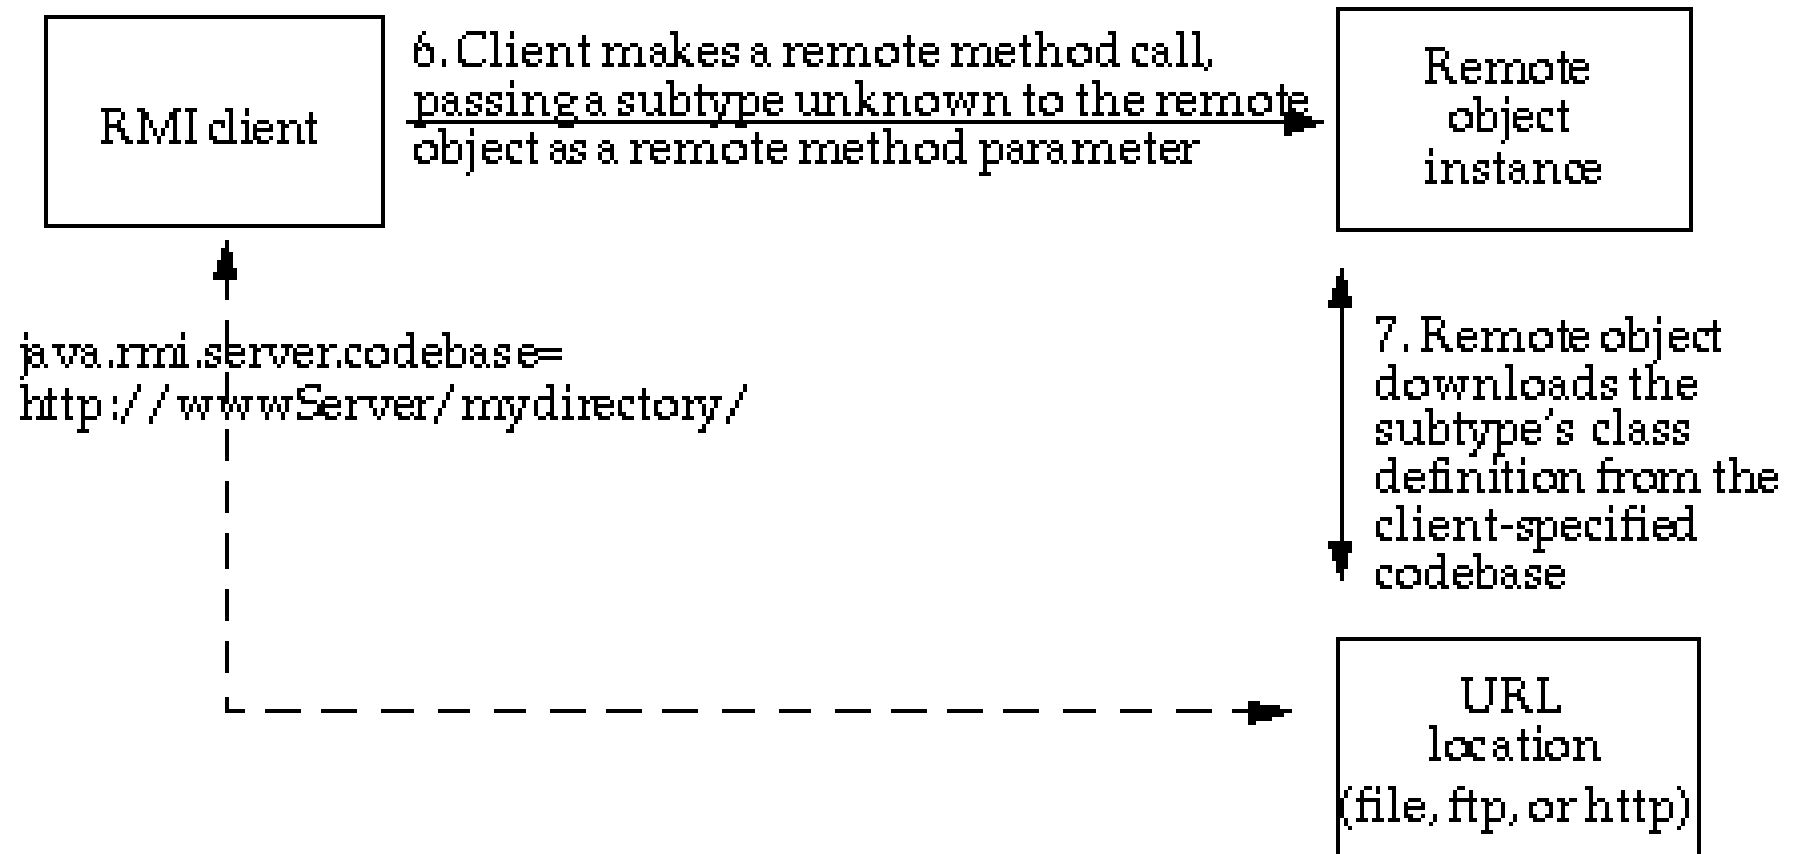 RMI client
6. Client makes a remote method call,
passing a subtype unknown to the remote
object as a remote method parameter
Remote
object
instance
java.rmi.server.codebase=
http://wwwServer/mydirectory/
7. Remote object
downloads the
subtype's class
definition from the
client-specified
codebase
URL
location
(file, ftp, or http)